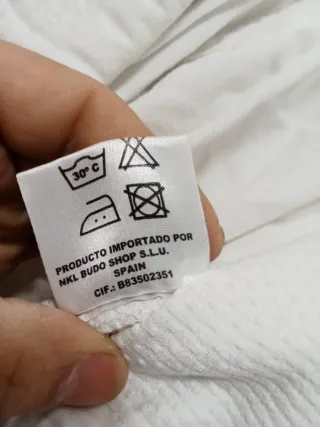 30° C
PRODUCTO IMPORTADO POR
NKL BUDO SHOP S.L.U.
SPAIN
CIF.: B83502351